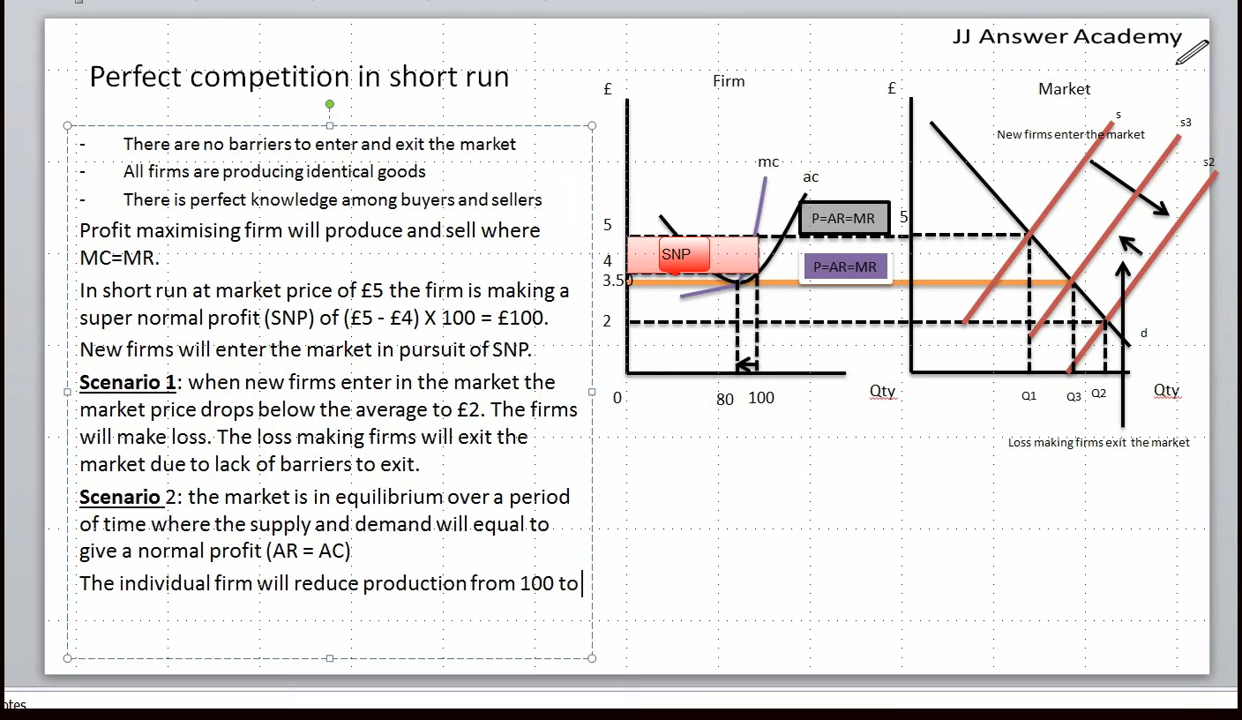 JJ Answer Academy
Perfect competition in short run
- There are no barriers to enter and exit the market
- All firms are producing identical goods
- There is perfect knowledge among buyers and sellers
Profit maximising firm will produce and sell where
MC=MR.
In short run at market price of £5 the firm is making a
super normal profit (SNP) of (£5 - £4) X 100 = £100.
New firms will enter the market in pursuit of SNP.
Scenario 1: when new firms enter in the market the
market price drops below the average to £2. The firms
will make loss. The loss making firms will exit the
market due to lack of barriers to exit.
Scenario 2: the market is in equilibrium over a period
of time where the supply and demand will equal to
give a normal profit (AR = AC)
The individual firm will reduce production from 100 to
Firm
£
mc
ac
5
P=AR=MR
SNP
4
P=AR=MR
3.50
2
0
80
100
Qty
Market
£
s
s3
New firms enter the market
s2
5
d
Q1
Q3
Q2
Qty
Loss making firms exit the market
otes